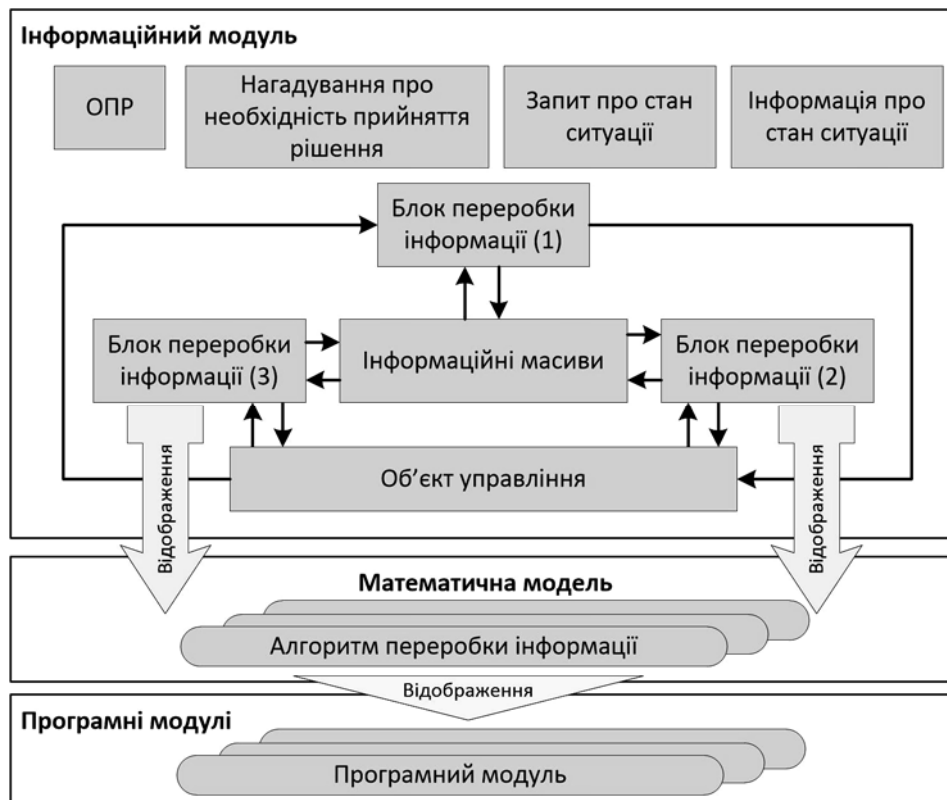 Інформаційний модуль
ОПР
Нагадування про
необхідність прийняття
рішення
Запит про стан
ситуації
Інформація про
стан ситуації
Блок переробки
інформації (1)
Блок переробки
інформації (3)
Інформаційні масиви
Блок переробки
інформації (2)
Об’єкт управління
Відображення
Відображення
Математична модель
Алгоритм переробки інформації
Відображення
Програмні модулі
Програмний модуль